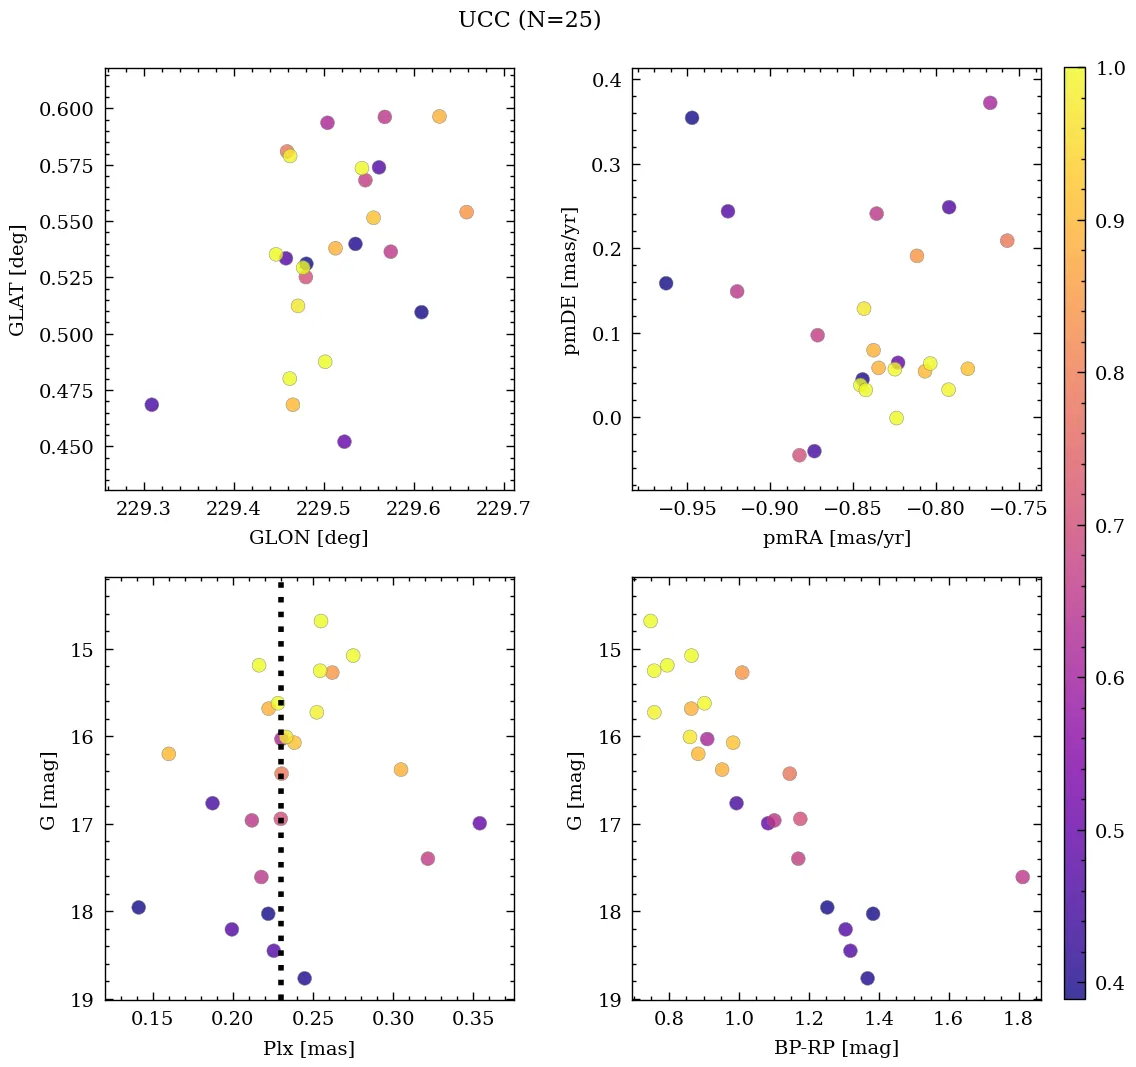 UCC (N=25)
0.600
0.575
0.550
0.525
0.500
0.475
0.450
GLAT [deg]
229.3 229.4 229.5 229.6 229.7
GLON [deg]
0.4
0.3
0.2
0.1
0.0
pmDE [mas/yr]
−0.95 −0.90 −0.85 −0.80 −0.75
pmRA [mas/yr]
15
16
17
18
19
G [mag]
0.15 0.20 0.25 0.30 0.35
Plx [mas]
15
16
17
18
19
G [mag]
0.8 1.0 1.2 1.4 1.6 1.8
BP-RP [mag]
1.0
0.9
0.8
0.7
0.6
0.5
0.4